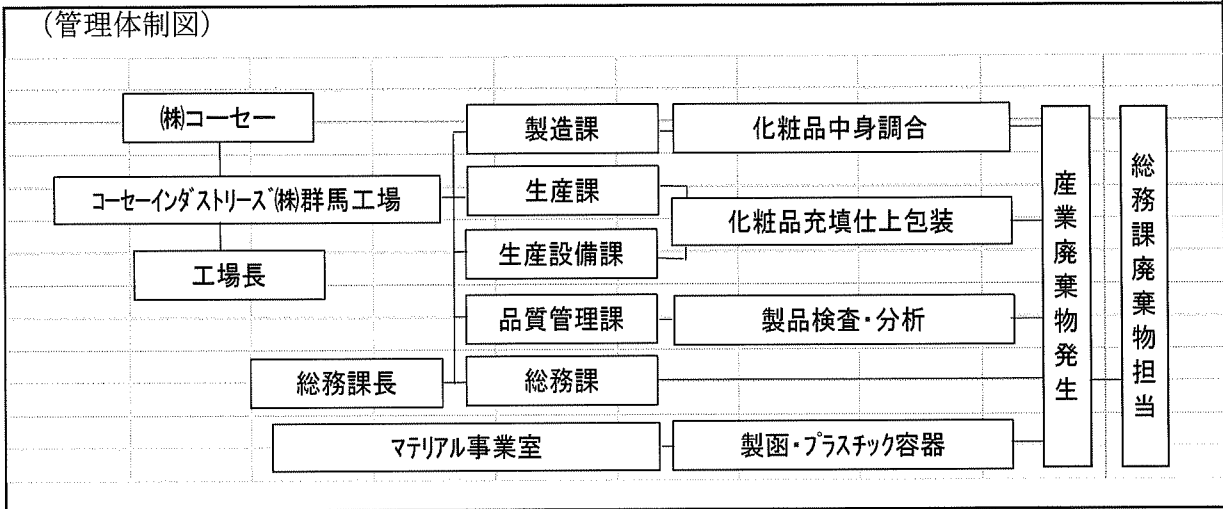 (管理体制図)
㈱コーセー
コーセーインダストリーズ㈱群馬工場
工場長
総務課長
製造課
生産課
生産設備課
品質管理課
総務課
マテリアル事業室
化粧品中身調合
化粧品充填仕上包装
製品検査・分析
製函・プラスチック容器
産業廃棄物発生
総務課廃棄物担当